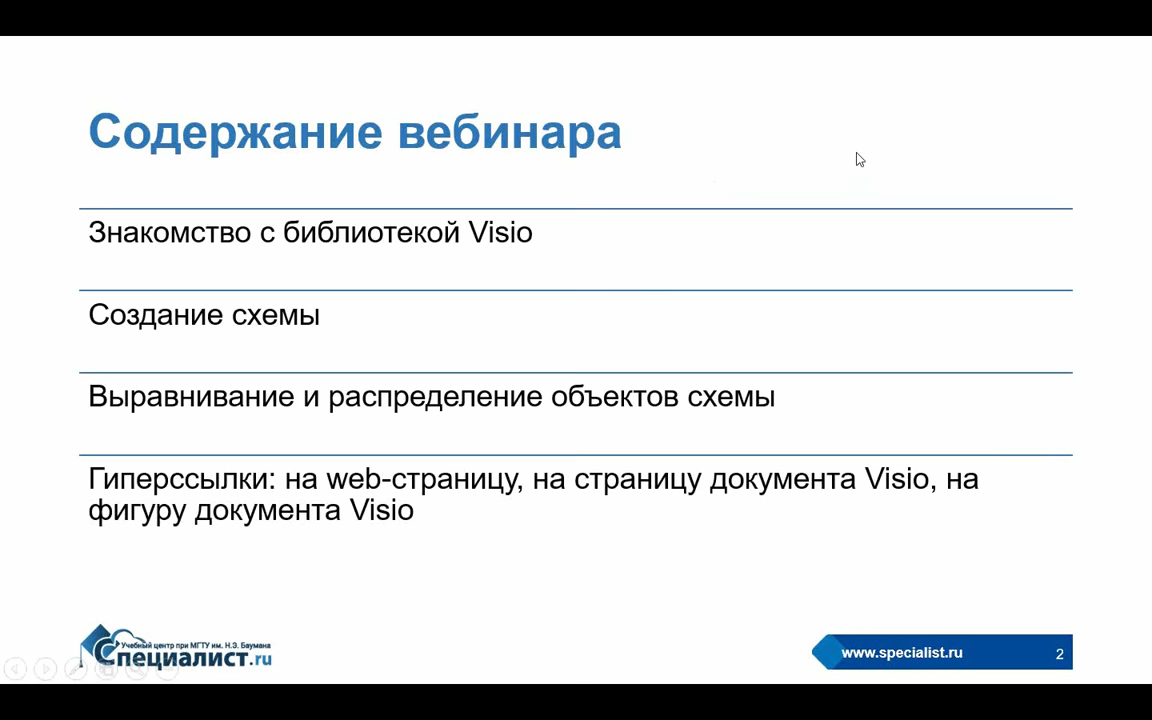 Содержание вебинара
Знакомство с библиотекой Visio
Создание схемы
Выравнивание и распределение объектов схемы
Гиперссылки: на web-страницу, на страницу документа Visio, на
фигуру документа Visio
Учебный центр при МГТУ им. Н.Э. Баумана
Специалист.ru
www.specialist.ru
2